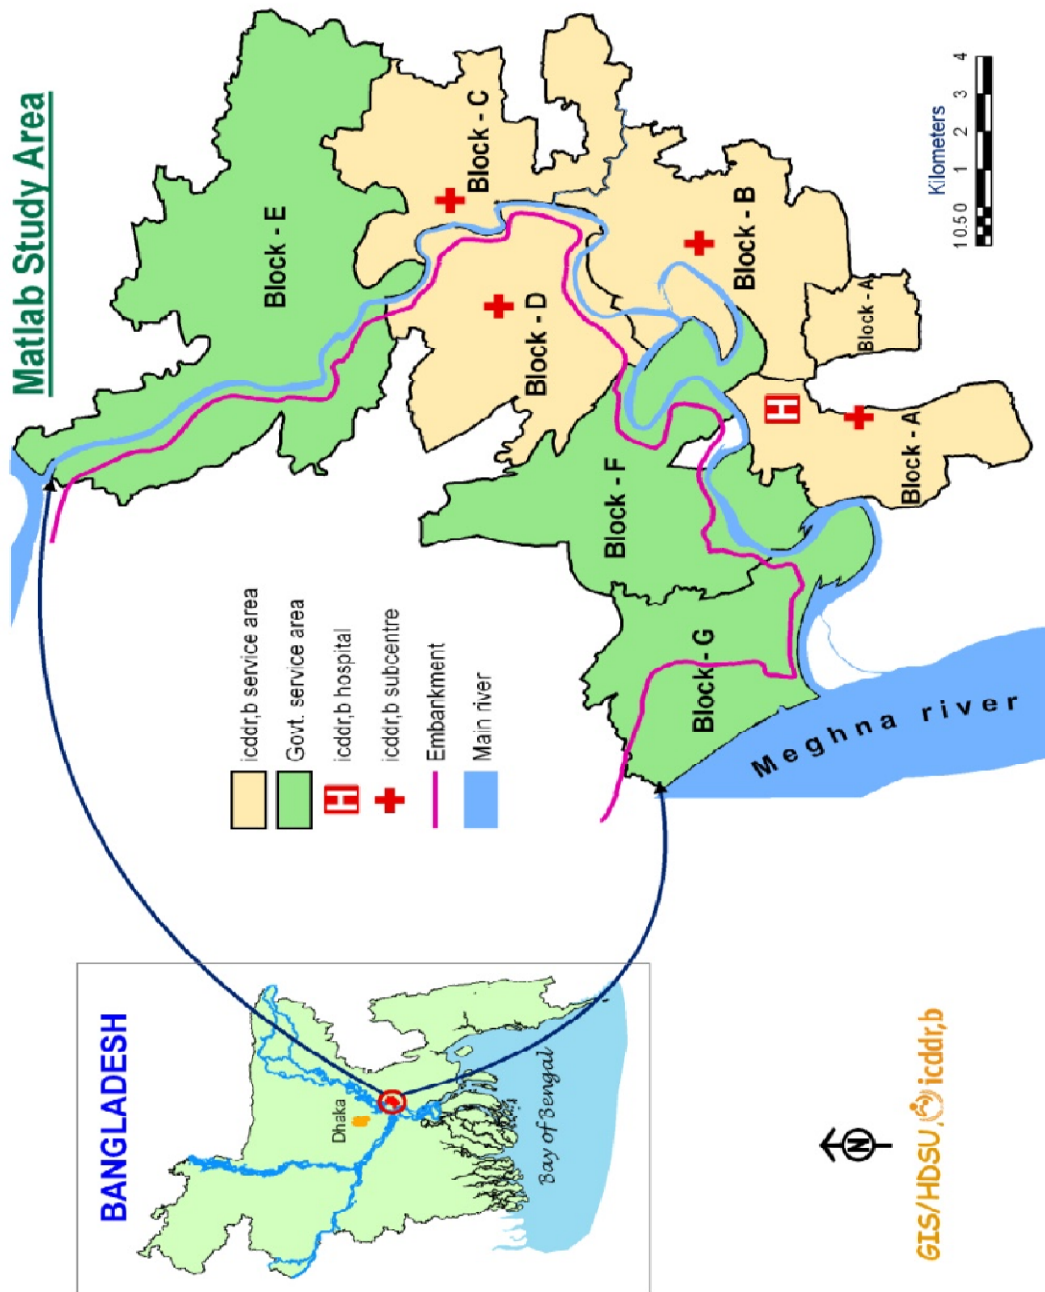 Matlab Study Area
BANGLADESH
Dhaka
Bay of Bengal
icddr,b service area
Govt. service area
icddr,b hospital
H
icddr,b subcentre
Embankment
Main river
Block - E
Block - C
Block - D
Block - B
Block - A
Block - A
Block - F
Block - G
H
Meghna river
Kilometers
1 0.5 0 1 2 3 4
N
GIS/HDSU, icddr,b